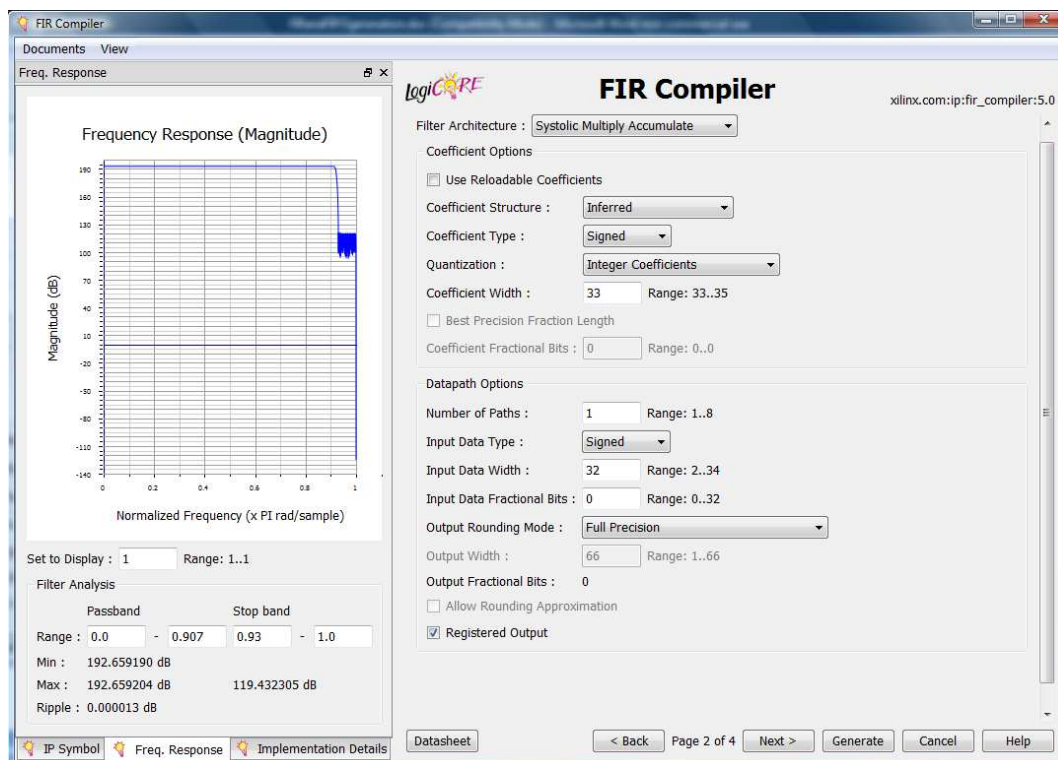 FIR Compiler
Documents View
Freq. Response
Frequency Response (Magnitude)
190
160
130
100
70
40
10
-20
-50
-80
-110
-140
Magnitude (dB)
0 0.2 0.4 0.6 0.8 1
Normalized Frequency (x PI rad/sample)
Set to Display : 1 Range: 1..1
Filter Analysis
Passband Stop band
Range : 0.0 - 0.907 0.93 - 1.0
Min : 192.659190 dB
Max : 192.659204 dB 119.432305 dB
Ripple : 0.000013 dB
IP Symbol Freq. Response Implementation Details
LogiCORE
FIR Compiler
xilinx.com:ip:fir_compiler:5.0
Filter Architecture : Systolic Multiply Accumulate
Coefficient Options
Use Reloadable Coefficients
Coefficient Structure : Inferred
Coefficient Type : Signed
Quantization : Integer Coefficients
Coefficient Width : 33 Range: 33..35
Best Precision Fraction Length
Coefficient Fractional Bits : 0 Range: 0..0
Datapath Options
Number of Paths : 1 Range: 1..8
Input Data Type : Signed
Input Data Width : 32 Range: 2..34
Input Data Fractional Bits : 0 Range: 0..32
Output Rounding Mode : Full Precision
Output Width : 66 Range: 1..66
Output Fractional Bits : 0
Allow Rounding Approximation
Registered Output
Datasheet < Back Page 2 of 4 Next > Generate Cancel Help